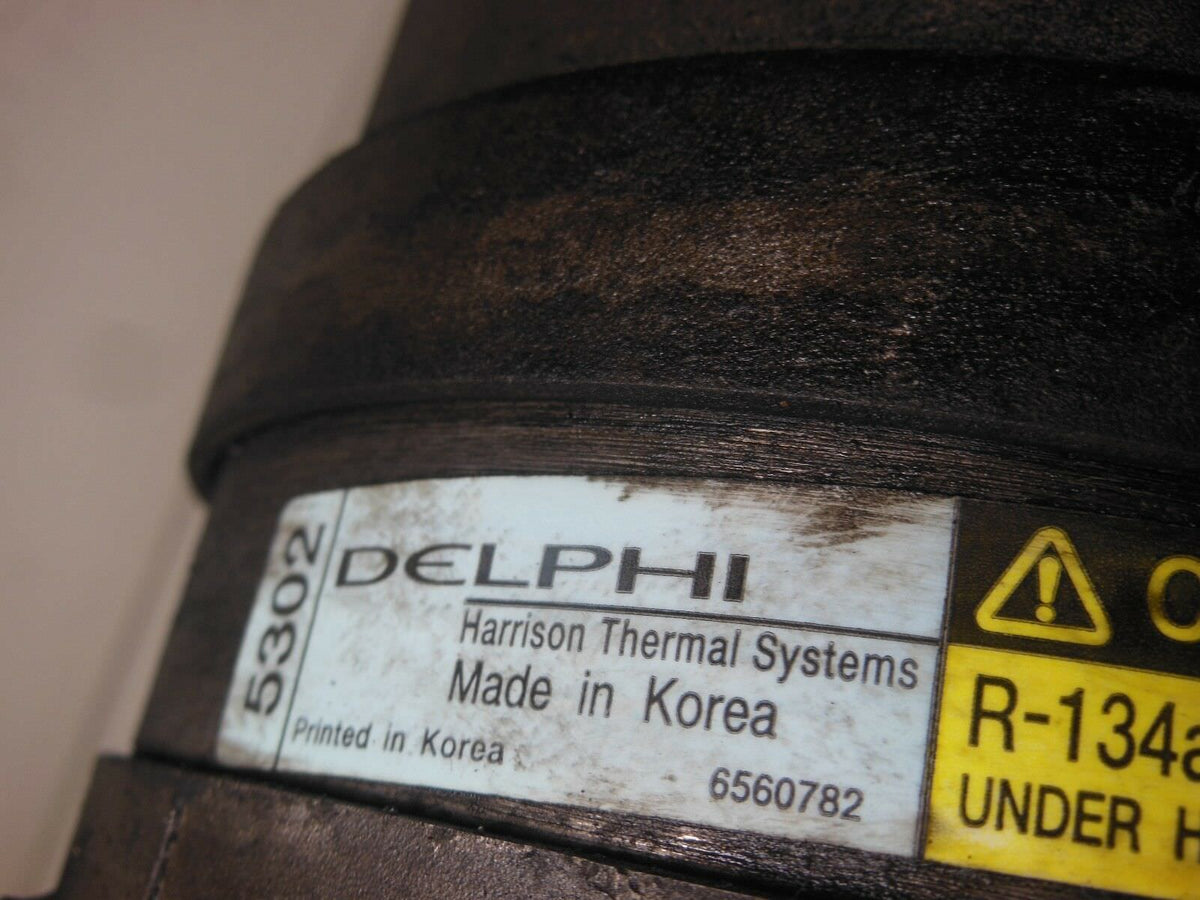 5302
DELPHI
Harrison Thermal Systems
Made in Korea
Printed in Korea
6560782
R-134a
UNDER